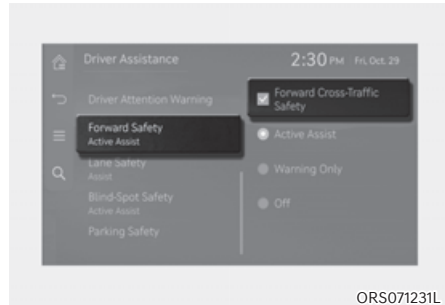 Driver Assistance
2:30 PM Fri, Oct. 29
Driver Attention Warning
Forward Safety
Active Assist
Lane Safety
Assist
Blind-Spot Safety
Active Assist
Parking Safety
Forward Cross-Traffic
Safety
Active Assist
Warning Only
Off
ORS071231L